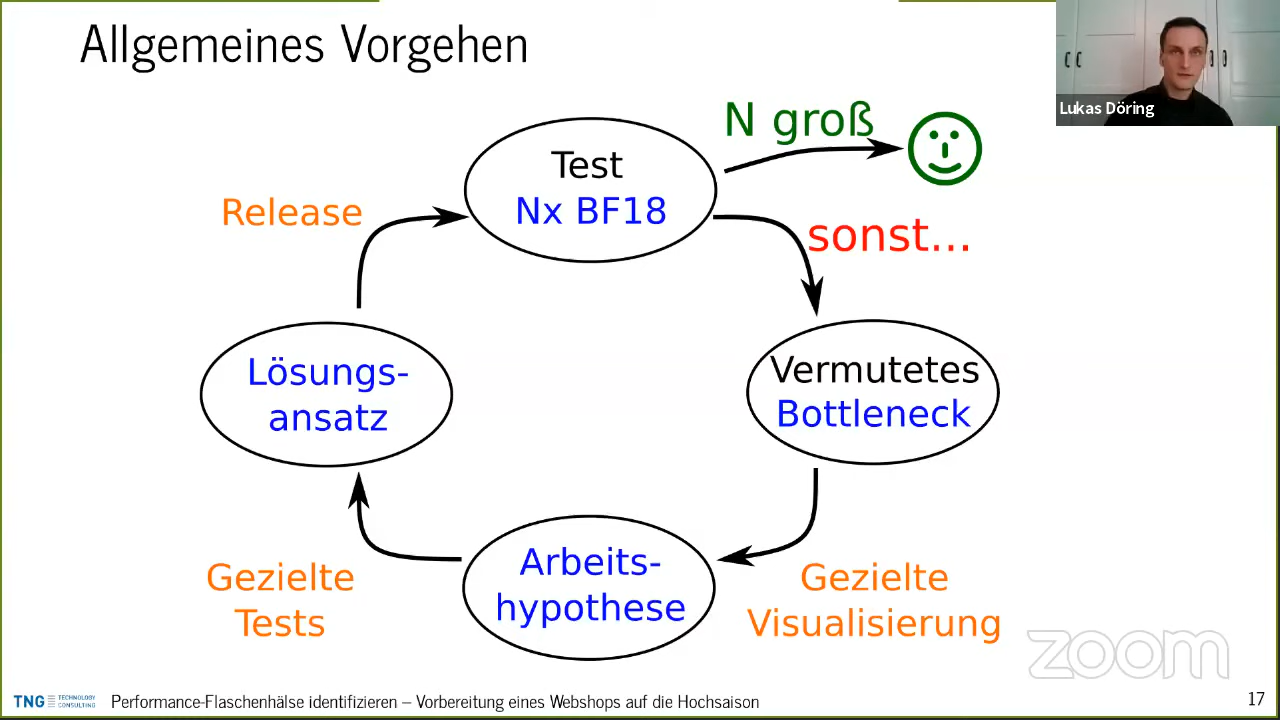 Allgemeines Vorgehen
Lukas Döring
N groß
Test
Nx BF18
Release
sonst...
Lösungs-
ansatz
Vermutetes
Bottleneck
Arbeits-
hypothese
Gezielte
Tests
Gezielte
Visualisierung
zoom
TNG TECHNOLOGY
CONSULTING
Performance-Flaschenhälse identifizieren – Vorbereitung eines Webshops auf die Hochsaison
17